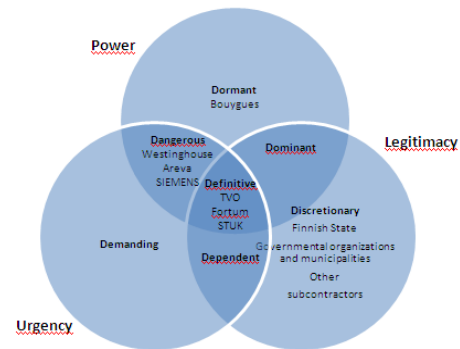 Power
Dormant
Bouygues
Legitimacy
Dangerous
Westinghouse
Areva
SIEMENS
Dominant
Definitive
TVO
Fortum
STUK
Discretionary
Finnish State
Governmental organizations
and municipalities
Other
subcontractors
Demanding
Dependent
Urgency